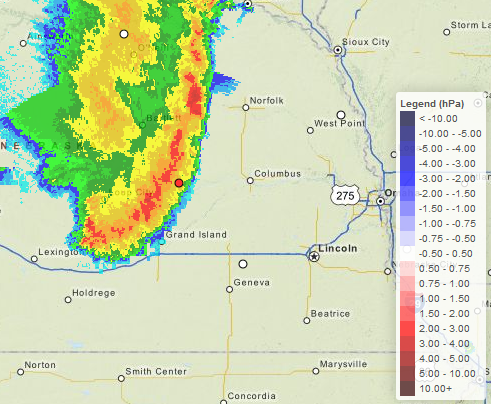 Storm La
Sioux City
Norfolk
West Point
Bartlett
NE
A S
Columbus
275
Lexington
Grand Island
Lincoln
Geneva
Holdrege
Beatrice
Norton
Smith Center
Marysville
Concordia
Legend (hPa)
< -10.00
-10.00 - -5.00
-5.00 - -4.00
-4.00 - -3.00
-3.00 - -2.00
-2.00 - -1.50
-1.50 - -1.00
-1.00 - -0.75
-0.75 - -0.50
-0.50 - 0.50
0.50 - 0.75
0.75 - 1.00
1.00 - 1.50
1.50 - 2.00
2.00 - 3.00
3.00 - 4.00
4.00 - 5.00
5.00 - 10.00
10.00+